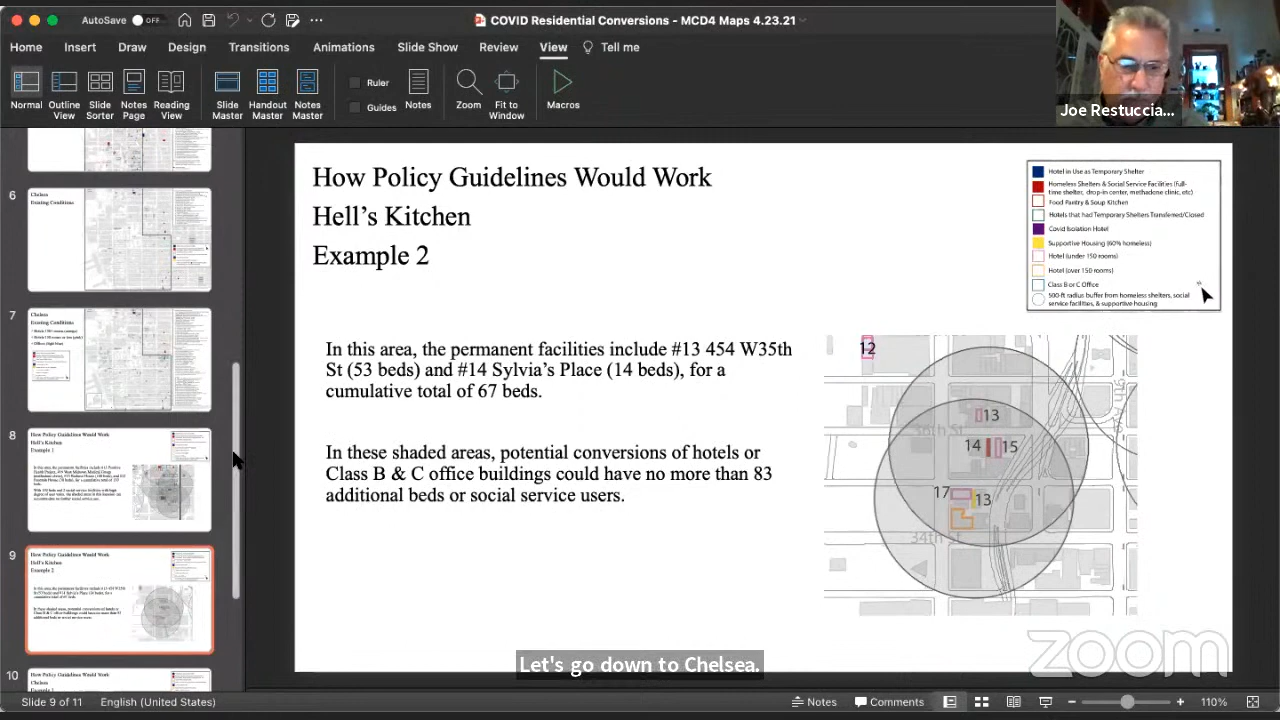 AutoSave OFF
COVID Residential Conversions - MCD4 Maps 4.23.21
Home Insert Draw Design Transitions Animations Slide Show Review View Tell me
Normal
Outline View
Slide Sorter
Notes Page
Reading View
Slide Master
Handout Master
Notes Master
Ruler
Guides
Notes
Zoom
Fit to Window
Macros
Joe Restuccia...
6
Chelsea
Existing Conditions
7
Chelsea
Existing Conditions
8
How Policy Guidelines Would Work
Hell's Kitchen
Example 1
9
How Policy Guidelines Would Work
Hell's Kitchen
Example 2
10
How Policy Guidelines Would Work
Chelsea
How Policy Guidelines Would Work
Hell's Kitchen
Example 2
Hotel in Use as Temporary Shelter
Homeless Shelters & Social Service Facilities (full-
time shelter, drop-in center, methadone clinic, etc)
Food Pantry & Soup Kitchen
Hotels that had Temporary Shelters Transferred/Closed
Covid Isolation Hotel
Supportive Housing (60% homeless)
Hotel (under 150 rooms)
Hotel (over 150 rooms)
Class B or C Office
500-ft radius buffer from homeless shelters, social
service facilities, & supportive housing
In this area, the permanent facilities include #13 454 W35th
St (53 beds) and #14 Sylvia's Place (14 beds), for a
cumulative total of 67 beds.
In these shaded areas, potential conversions of hotels or
Class B & C office buildings could have no more than 83
additional beds or social service users.
13
14
15
17
13
34th
zoom
Let's go down to Chelsea.
Slide 9 of 11
English (United States)
Notes
Comments
110%